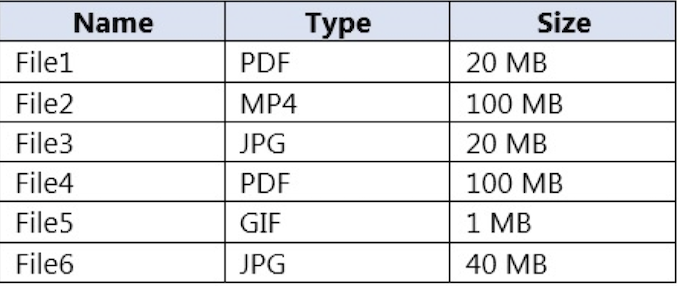 Name Type Size
File1 PDF 20 MB
File2 MP4 100 MB
File3 JPG 20 MB
File4 PDF 100 MB
File5 GIF 1 MB
File6 JPG 40 MB